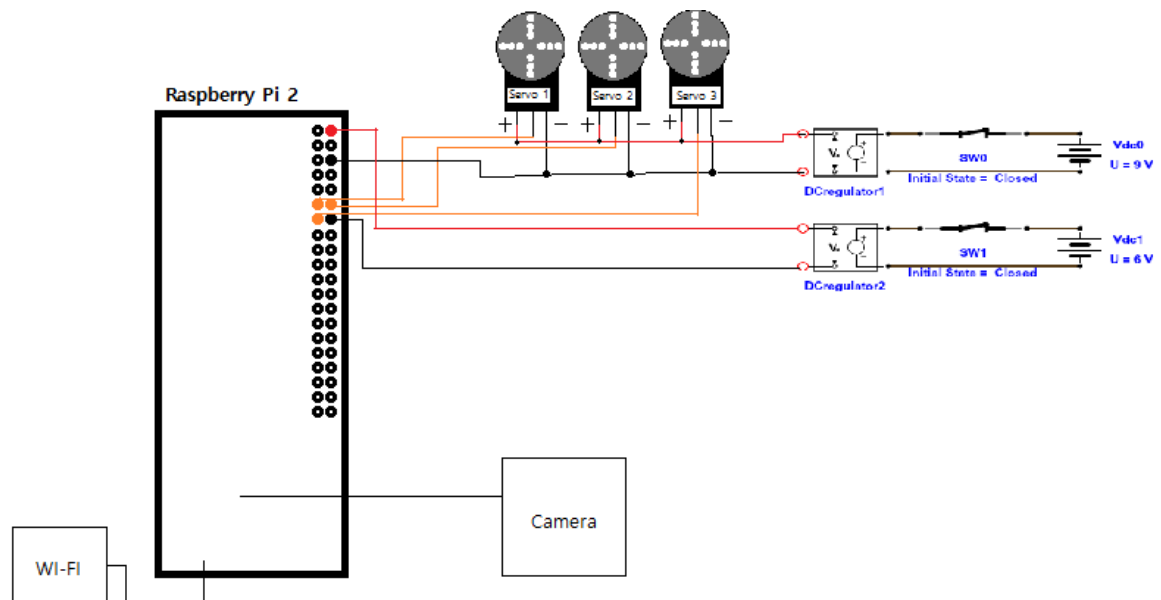 Raspberry Pi 2
Servo 1
Servo 2
Servo 3
+
−
+
−
+
−
SW0
Initial State = Closed
Vdc0
U = 9 V
DCregulator1
SW1
Initial State = Closed
Vdc1
U = 6 V
DCregulator2
Camera
WI-FI